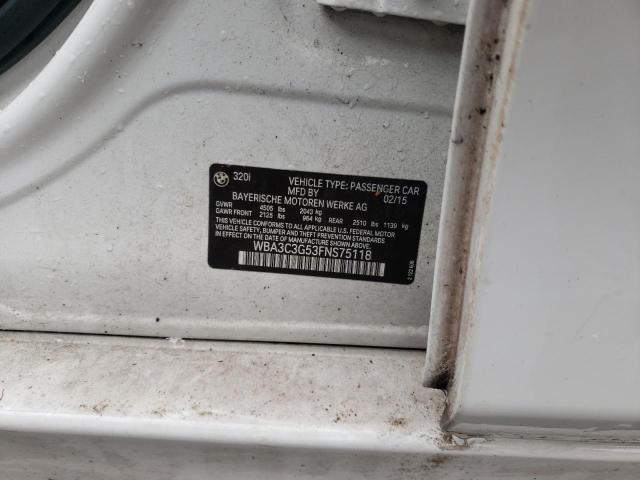 320i
VEHICLE TYPE: PASSENGER CAR
MFD BY 02/15
BAYERISCHE MOTOREN WERKE AG
GVWR 4505 lbs 2043 kg
GAWR FRONT 2125 lbs 964 kg REAR 2510 lbs 1139 kg
THIS VEHICLE CONFORMS TO ALL APPLICABLE U.S. FEDERAL MOTOR
VEHICLE SAFETY, BUMPER, AND THEFT PREVENTION STANDARDS
IN EFFECT ON THE DATE OF MANUFACTURE SHOWN ABOVE.
WBA3C3G53FNS75118